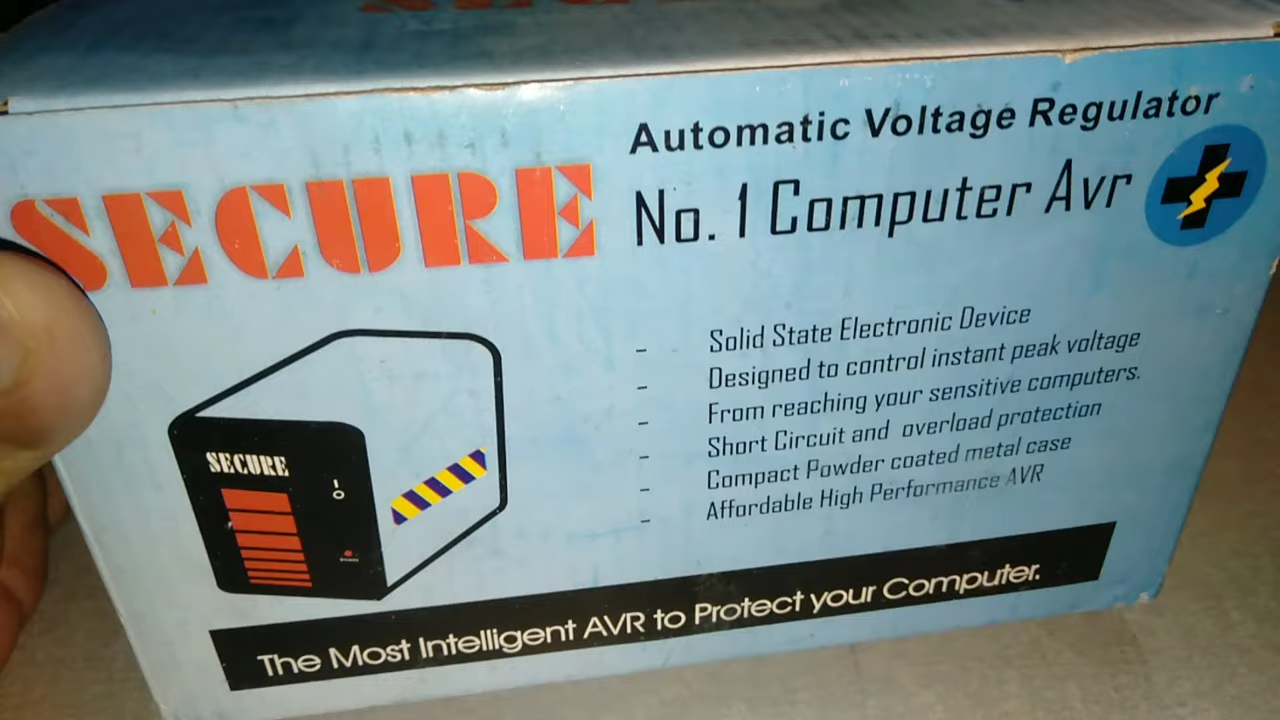 SECURE
Automatic Voltage Regulator
No. 1 Computer Avr
- Solid State Electronic Device
- Designed to control instant peak voltage
- From reaching your sensitive computers.
- Short Circuit and overload protection
- Compact Powder coated metal case
- Affordable High Performance AVR
SECURE
I
O
The Most Intelligent AVR to Protect your Computer.